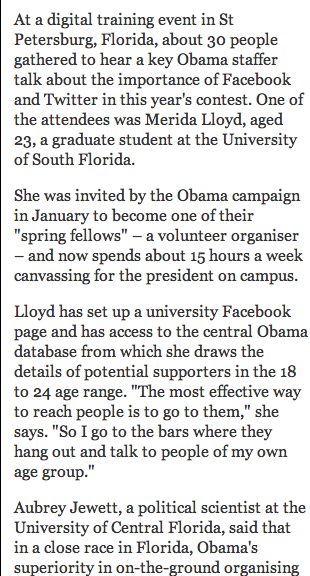 At a digital training event in St
Petersburg, Florida, about 30 people
gathered to hear a key Obama staffer
talk about the importance of Facebook
and Twitter in this year's contest. One of
the attendees was Merida Lloyd, aged
23, a graduate student at the University
of South Florida.
She was invited by the Obama campaign
in January to become one of their
"spring fellows" – a volunteer organiser
– and now spends about 15 hours a week
canvassing for the president on campus.
Lloyd has set up a university Facebook
page and has access to the central Obama
database from which she draws the
details of potential supporters in the 18
to 24 age range. "The most effective way
to reach people is to go to them," she
says. "So I go to the bars where they
hang out and talk to people of my own
age group."
Aubrey Jewett, a political scientist at the
University of Central Florida, said that
in a close race in Florida, Obama's
superiority in on-the-ground organising